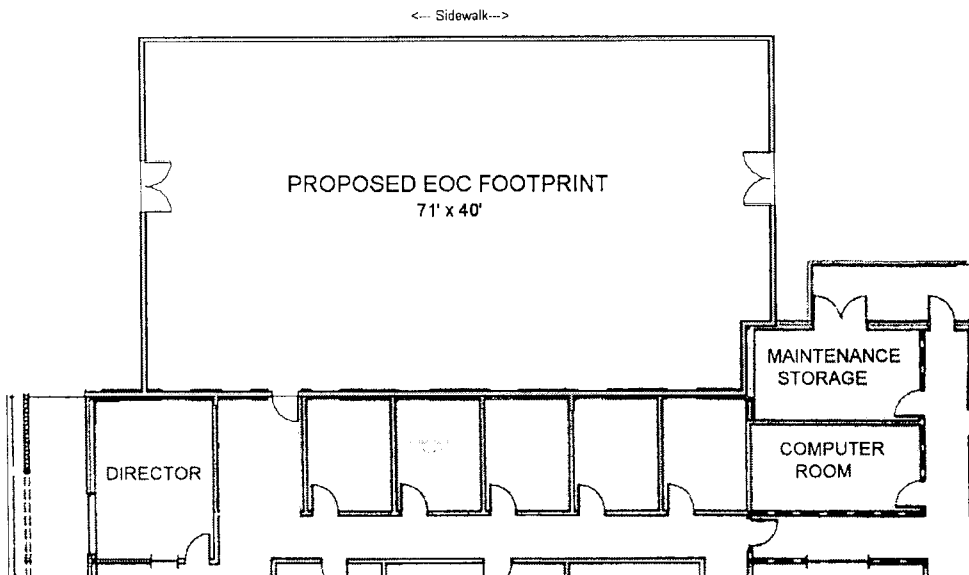 <--- Sidewalk--->
PROPOSED EOC FOOTPRINT
71' x 40'
MAINTENANCE
STORAGE
COMPUTER
ROOM
DIRECTOR